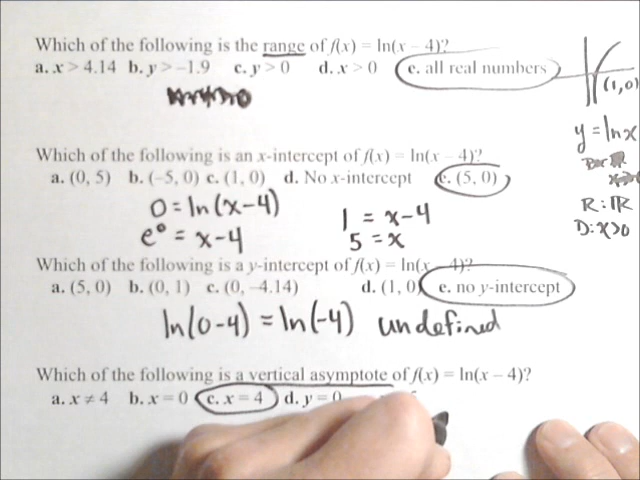 Which of the following is the range of f(x) = ln(x – 4)?
a. x > 4.14 b. y > –1.9 c. y > 0 d. x > 0 e. all real numbers
(1,0)
y = ln x
Which of the following is an x-intercept of f(x) = ln(x – 4)?
a. (0, 5) b. (–5, 0) c. (1, 0) d. No x-intercept e. (5, 0)
0 = ln(x-4)
1 = x-4
R: ℝ
e⁰ = x-4
5 = x
D: x>0
Which of the following is a y-intercept of f(x) = ln(x – 4)?
a. (5, 0) b. (0, 1) c. (0, –4.14) d. (1, 0) e. no y-intercept
ln(0-4) = ln(-4) undefined
Which of the following is a vertical asymptote of f(x) = ln(x – 4)?
a. x ≠ 4 b. x = 0 c. x = 4 d. y = 0